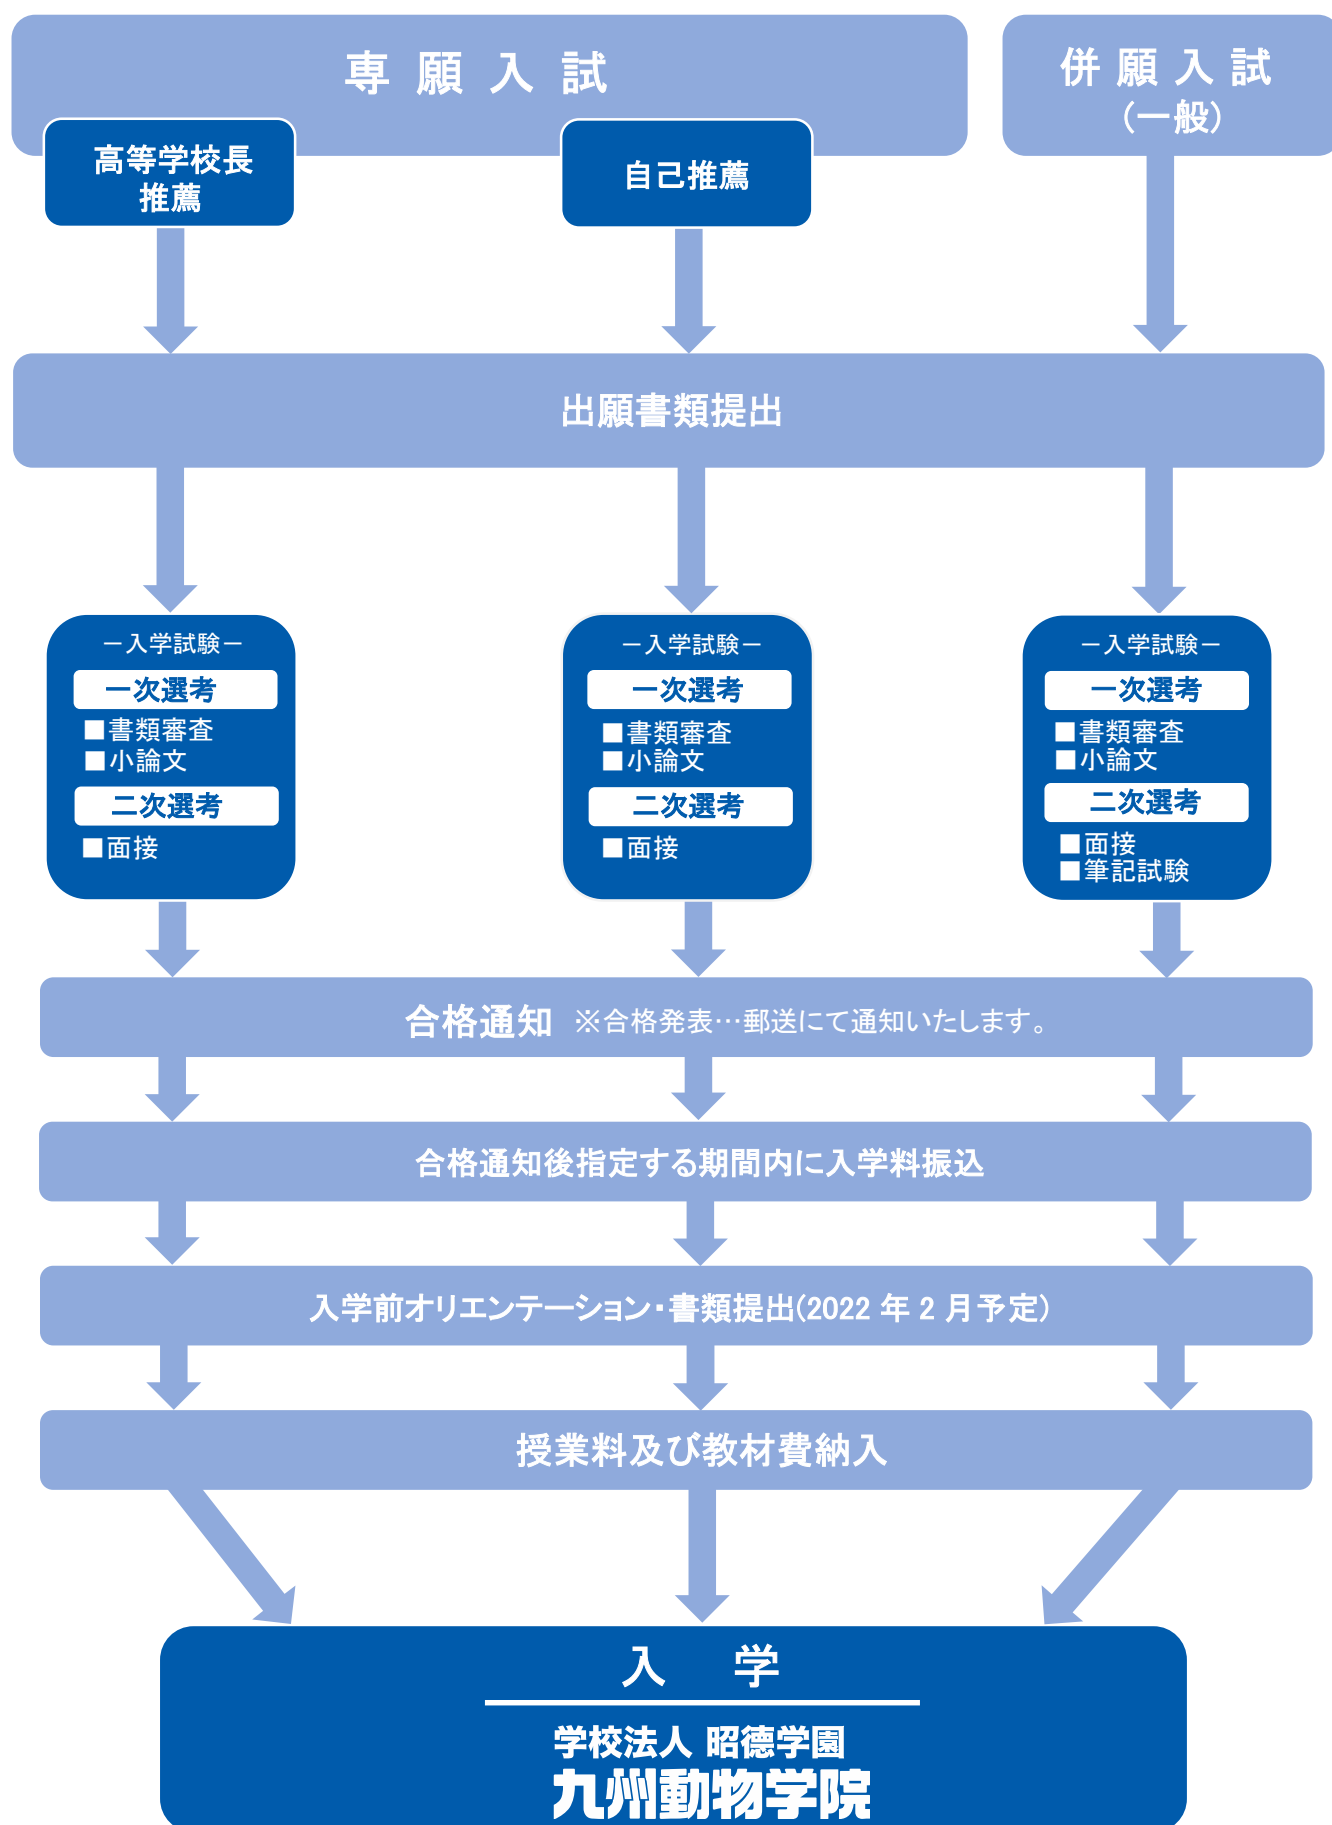 専願入試
併願入試
（一般）
高等学校長
推薦
自己推薦
出願書類提出
－入学試験－
一次選考
■書類審査
■小論文
二次選考
■面接
－入学試験－
一次選考
■書類審査
■小論文
二次選考
■面接
－入学試験－
一次選考
■書類審査
■小論文
二次選考
■面接
■筆記試験
合格通知 ※合格発表…郵送にて通知いたします。
合格通知後指定する期間内に入学料振込
入学前オリエンテーション・書類提出(2022 年 2 月予定)
授業料及び教材費納入
入　学
学校法人 昭德学園
九州動物学院